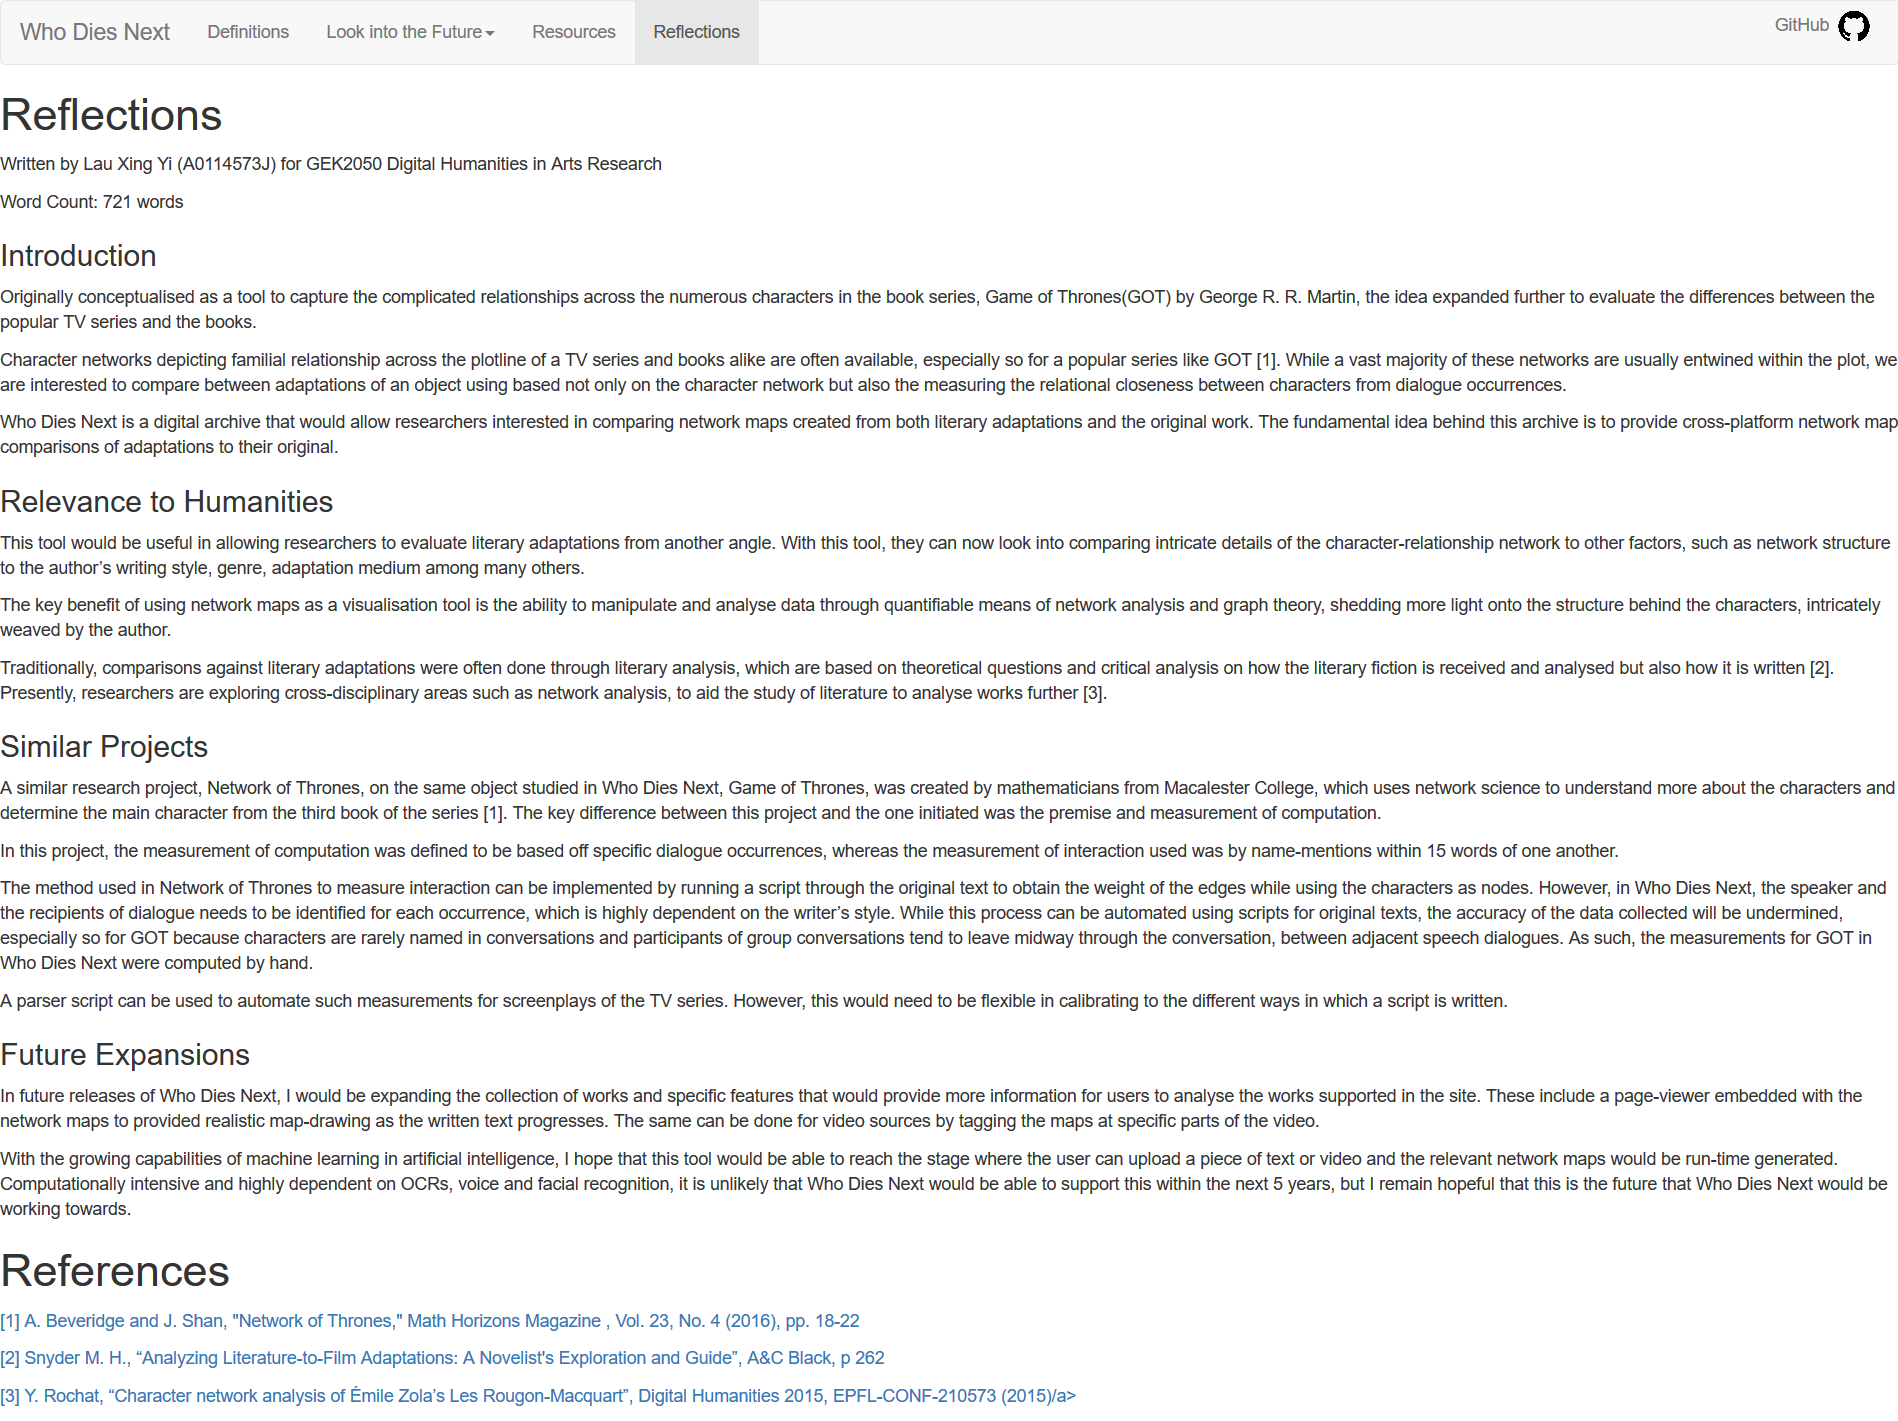 Who Dies Next Definitions Look into the Future Resources Reflections GitHub
Reflections
Written by Lau Xing Yi (A0114573J) for GEK2050 Digital Humanities in Arts Research
Word Count: 721 words
Introduction
Originally conceptualised as a tool to capture the complicated relationships across the numerous characters in the book series, Game of Thrones(GOT) by George R. R. Martin, the idea expanded further to evaluate the differences between the
popular TV series and the books.
Character networks depicting familial relationship across the plotline of a TV series and books alike are often available, especially so for a popular series like GOT [1]. While a vast majority of these networks are usually entwined within the plot, we
are interested to compare between adaptations of an object using based not only on the character network but also the measuring the relational closeness between characters from dialogue occurrences.
Who Dies Next is a digital archive that would allow researchers interested in comparing network maps created from both literary adaptations and the original work. The fundamental idea behind this archive is to provide cross-platform network map
comparisons of adaptations to their original.
Relevance to Humanities
This tool would be useful in allowing researchers to evaluate literary adaptations from another angle. With this tool, they can now look into comparing intricate details of the character-relationship network to other factors, such as network structure
to the author’s writing style, genre, adaptation medium among many others.
The key benefit of using network maps as a visualisation tool is the ability to manipulate and analyse data through quantifiable means of network analysis and graph theory, shedding more light onto the structure behind the characters, intricately
weaved by the author.
Traditionally, comparisons against literary adaptations were often done through literary analysis, which are based on theoretical questions and critical analysis on how the literary fiction is received and analysed but also how it is written [2].
Presently, researchers are exploring cross-disciplinary areas such as network analysis, to aid the study of literature to analyse works further [3].
Similar Projects
A similar research project, Network of Thrones, on the same object studied in Who Dies Next, Game of Thrones, was created by mathematicians from Macalester College, which uses network science to understand more about the characters and
determine the main character from the third book of the series [1]. The key difference between this project and the one initiated was the premise and measurement of computation.
In this project, the measurement of computation was defined to be based off specific dialogue occurrences, whereas the measurement of interaction used was by name-mentions within 15 words of one another.
The method used in Network of Thrones to measure interaction can be implemented by running a script through the original text to obtain the weight of the edges while using the characters as nodes. However, in Who Dies Next, the speaker and
the recipients of dialogue needs to be identified for each occurrence, which is highly dependent on the writer’s style. While this process can be automated using scripts for original texts, the accuracy of the data collected will be undermined,
especially so for GOT because characters are rarely named in conversations and participants of group conversations tend to leave midway through the conversation, between adjacent speech dialogues. As such, the measurements for GOT in
Who Dies Next were computed by hand.
A parser script can be used to automate such measurements for screenplays of the TV series. However, this would need to be flexible in calibrating to the different ways in which a script is written.
Future Expansions
In future releases of Who Dies Next, I would be expanding the collection of works and specific features that would provide more information for users to analyse the works supported in the site. These include a page-viewer embedded with the
network maps to provided realistic map-drawing as the written text progresses. The same can be done for video sources by tagging the maps at specific parts of the video.
With the growing capabilities of machine learning in artificial intelligence, I hope that this tool would be able to reach the stage where the user can upload a piece of text or video and the relevant network maps would be run-time generated.
Computationally intensive and highly dependent on OCRs, voice and facial recognition, it is unlikely that Who Dies Next would be able to support this within the next 5 years, but I remain hopeful that this is the future that Who Dies Next would be
working towards.
References
[1] A. Beveridge and J. Shan, "Network of Thrones," Math Horizons Magazine , Vol. 23, No. 4 (2016), pp. 18-22
[2] Snyder M. H., “Analyzing Literature-to-Film Adaptations: A Novelist's Exploration and Guide”, A&C Black, p 262
[3] Y. Rochat, “Character network analysis of Émile Zola’s Les Rougon-Macquart”, Digital Humanities 2015, EPFL-CONF-210573 (2015)/a>